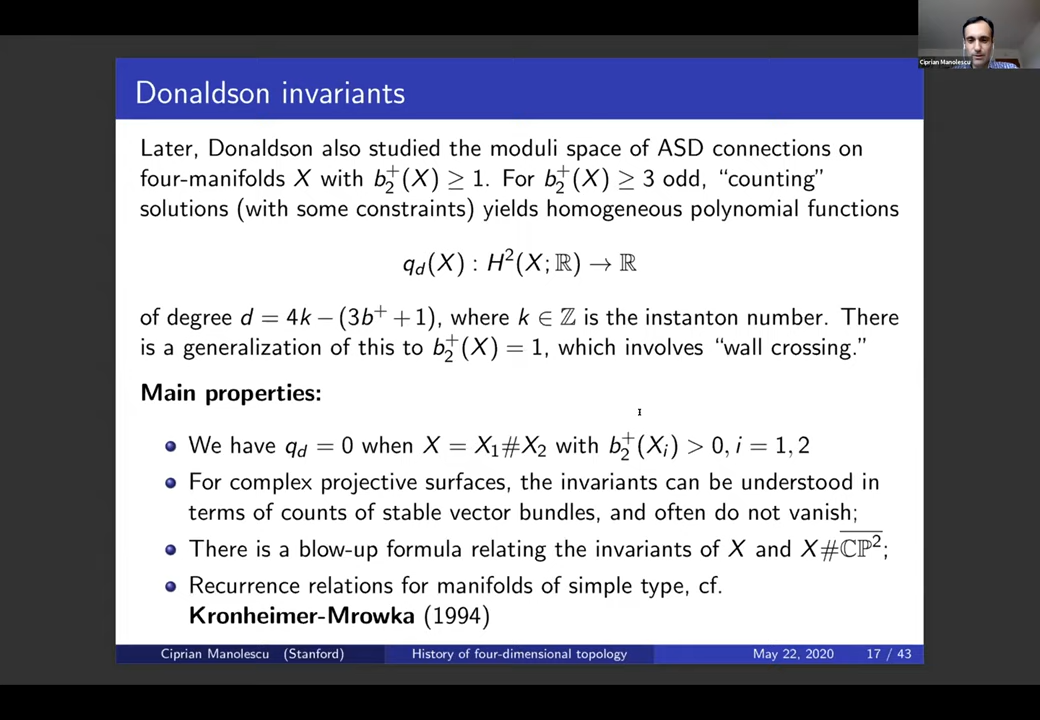 Ciprian Manolescu
Donaldson invariants
Later, Donaldson also studied the moduli space of ASD connections on
four-manifolds X with b₂⁺(X) ≥ 1. For b₂⁺(X) ≥ 3 odd, “counting”
solutions (with some constraints) yields homogeneous polynomial functions
q_d(X) : H²(X; ℝ) → ℝ
of degree d = 4k − (3b⁺ + 1), where k ∈ ℤ is the instanton number. There
is a generalization of this to b₂⁺(X) = 1, which involves “wall crossing.”
Main properties:
We have q_d = 0 when X = X₁#X₂ with b₂⁺(X_i) > 0, i = 1, 2
For complex projective surfaces, the invariants can be understood in
terms of counts of stable vector bundles, and often do not vanish;
There is a blow-up formula relating the invariants of X and X#\overline{ℂℙ²};
Recurrence relations for manifolds of simple type, cf.
Kronheimer-Mrowka (1994)
Ciprian Manolescu (Stanford) History of four-dimensional topology May 22, 2020 17 / 43